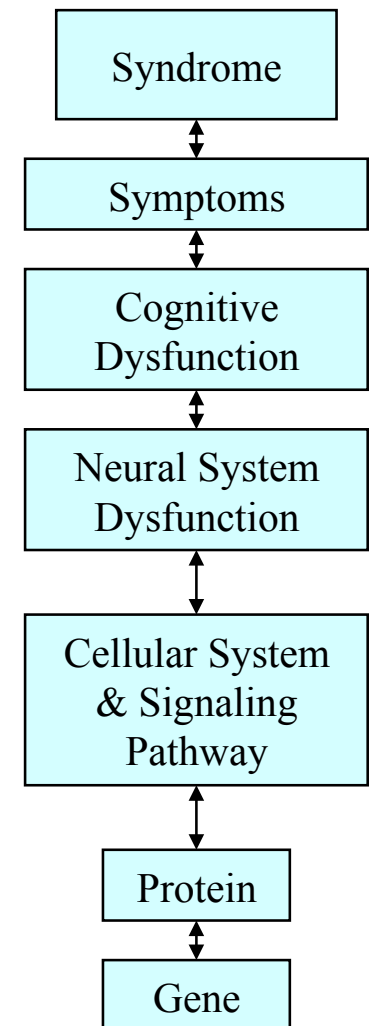 Syndrome
Symptoms
Cognitive
Dysfunction
Neural System
Dysfunction
Cellular System
& Signaling
Pathway
Protein
Gene